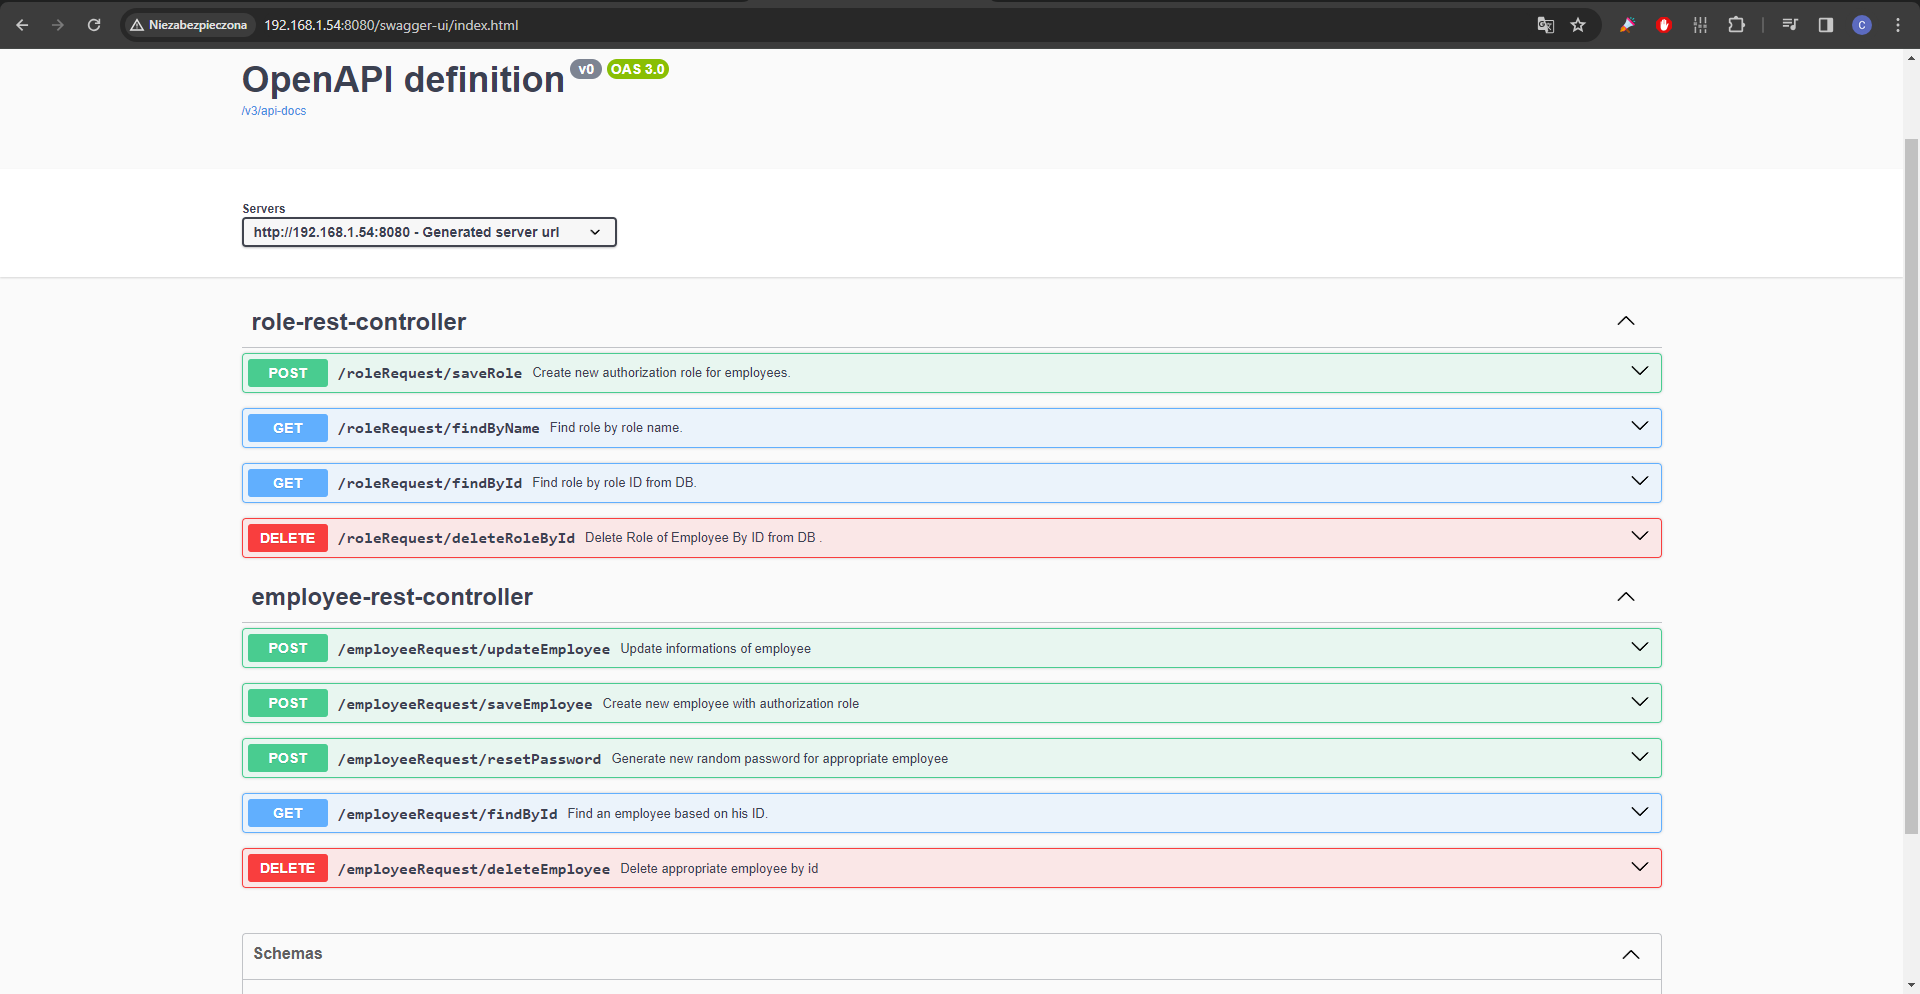 Niezabezpieczona 192.168.1.54:8080/swagger-ui/index.html
C
OpenAPI definition v0 OAS 3.0
/v3/api-docs
Servers
http://192.168.1.54:8080 - Generated server url
role-rest-controller
POST /roleRequest/saveRole Create new authorization role for employees.
GET /roleRequest/findByName Find role by role name.
GET /roleRequest/findById Find role by role ID from DB.
DELETE /roleRequest/deleteRoleById Delete Role of Employee By ID from DB .
employee-rest-controller
POST /employeeRequest/updateEmployee Update informations of employee
POST /employeeRequest/saveEmployee Create new employee with authorization role
POST /employeeRequest/resetPassword Generate new random password for appropriate employee
GET /employeeRequest/findById Find an employee based on his ID.
DELETE /employeeRequest/deleteEmployee Delete appropriate employee by id
Schemas